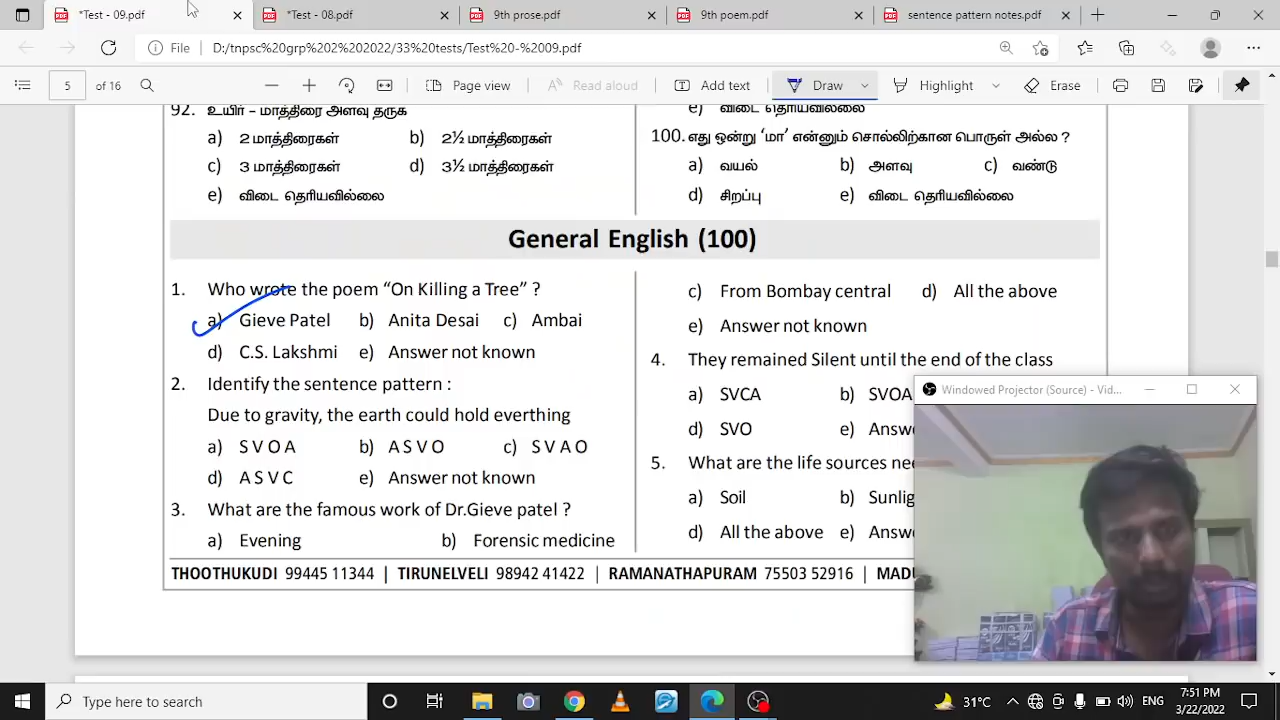 *Test - 09.pdf
*Test - 08.pdf
9th prose.pdf
9th poem.pdf
sentence pattern notes.pdf
File
D:/tnpsc%20grp%202%202022/33%20tests/Test%20-%2009.pdf
5 of 16
Page view
Read aloud
Add text
Draw
Highlight
Erase
92. உயிர் – மாத்திரை அளவு தருக
a) 2 மாத்திரைகள் b) 2½ மாத்திரைகள்
c) 3 மாத்திரைகள் d) 3½ மாத்திரைகள்
e) விடை தெரியவில்லை
e) விடை தெரியவில்லை
100. எது ஒன்று ‘மா’ என்னும் சொல்லிற்கான பொருள் அல்ல ?
a) வயல் b) அளவு c) வண்டு
d) சிறப்பு e) விடை தெரியவில்லை
General English (100)
1. Who wrote the poem “On Killing a Tree” ?
a) Gieve Patel b) Anita Desai c) Ambai
d) C.S. Lakshmi e) Answer not known
2. Identify the sentence pattern :
Due to gravity, the earth could hold everthing
a) S V O A b) A S V O c) S V A O
d) A S V C e) Answer not known
3. What are the famous work of Dr.Gieve patel ?
a) Evening b) Forensic medicine
c) From Bombay central d) All the above
e) Answer not known
4. They remained Silent until the end of the class
a) SVCA b) SVOA
d) SVO e) Answ
5. What are the life sources nee
a) Soil b) Sunlig
d) All the above e) Answ
THOOTHUKUDI 99445 11344 | TIRUNELVELI 98942 41422 | RAMANATHAPURAM 75503 52916 | MADU
Windowed Projector (Source) - Vid...
Type here to search
31°C
ENG
7:51 PM
3/22/2022